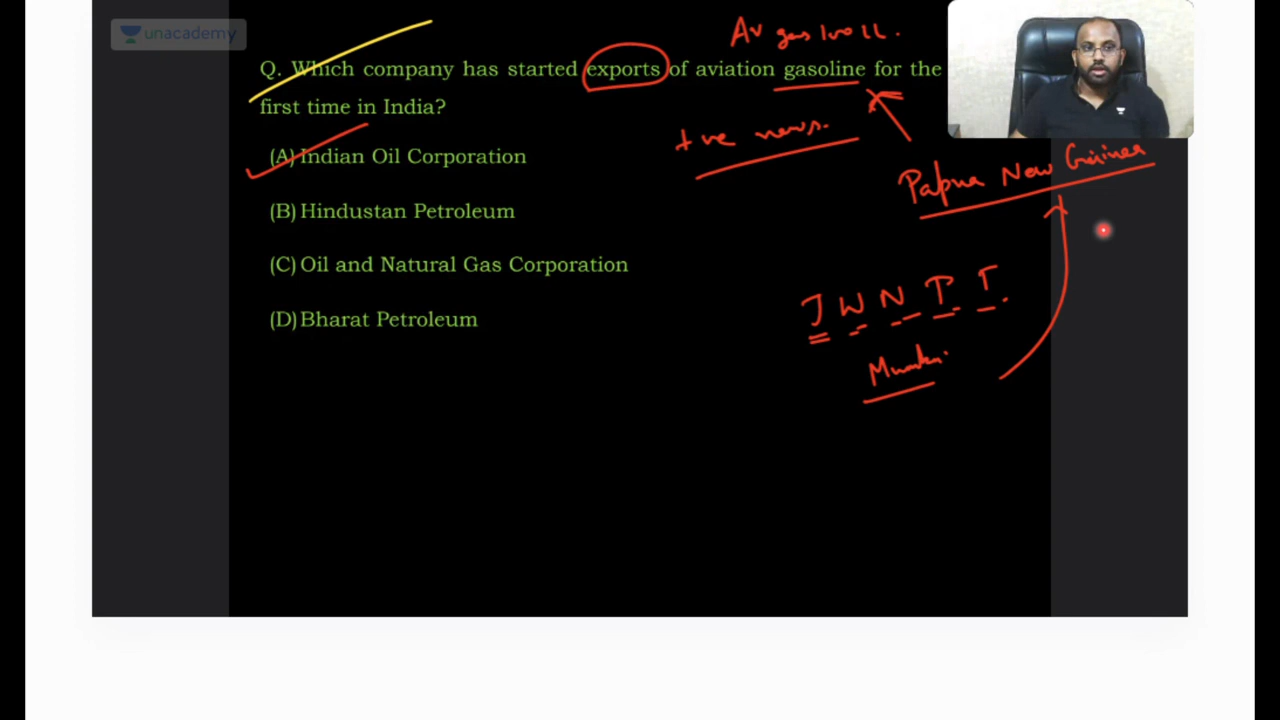 unacademy
Av gas 100 LL.
Q. Which company has started exports of aviation gasoline for the
first time in India?
+ve news.
(A) Indian Oil Corporation
Papua New Guinea
(B) Hindustan Petroleum
(C) Oil and Natural Gas Corporation
J W N P T.
(D) Bharat Petroleum
Mumbai